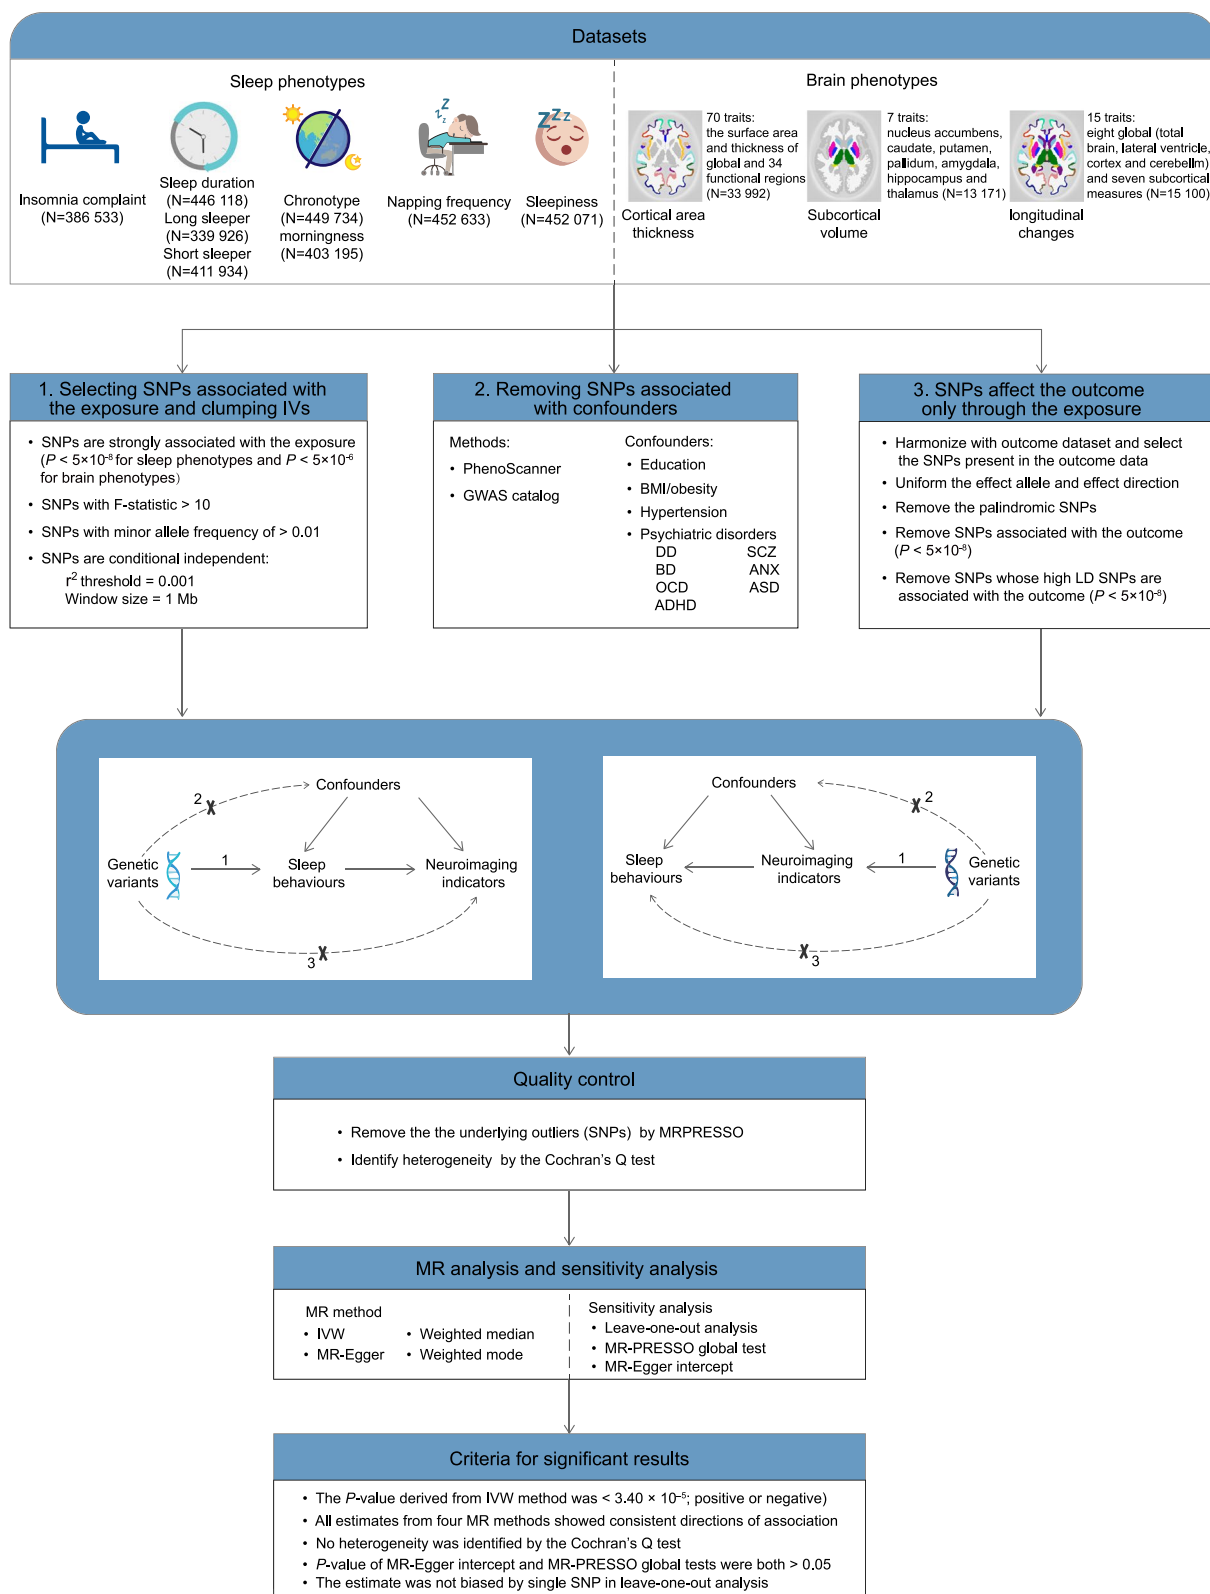 Datasets
Sleep phenotypes
Insomnia complaint
(N=386 533)
Sleep duration
(N=446 118)
Long sleeper
(N=339 926)
Short sleeper
(N=411 934)
Chronotype
(N=449 734)
morningness
(N=403 195)
z z Z
Napping frequency
(N=452 633)
Z Z Z
Sleepiness
(N=452 071)
Brain phenotypes
70 traits:
the surface area
and thickness of
global and 34
functional regions
(N=33 992)
Cortical area
thickness
7 traits:
nucleus accumbens,
caudate, putamen,
pallidum, amygdala,
hippocampus and
thalamus (N=13 171)
Subcortical
volume
15 traits:
eight global (total
brain, lateral ventricle,
cortex and cerebellm)
and seven subcortical
measures (N=15 100)
longitudinal
changes
1. Selecting SNPs associated with
the exposure and clumping IVs
• SNPs are strongly associated with the exposure
(P < 5×10⁻⁸ for sleep phenotypes and P < 5×10⁻⁶
for brain phenotypes)
• SNPs with F-statistic > 10
• SNPs with minor allele frequency of > 0.01
• SNPs are conditional independent:
r² threshold = 0.001
Window size = 1 Mb
2. Removing SNPs associated
with confounders
Methods:
• PhenoScanner
• GWAS catalog
Confounders:
• Education
• BMI/obesity
• Hypertension
• Psychiatric disorders
DD SCZ
BD ANX
OCD ASD
ADHD
3. SNPs affect the outcome
only through the exposure
• Harmonize with outcome dataset and select
the SNPs present in the outcome data
• Uniform the effect allele and effect direction
• Remove the palindromic SNPs
• Remove SNPs associated with the outcome
(P < 5×10⁻⁸)
• Remove SNPs whose high LD SNPs are
associated with the outcome (P < 5×10⁻⁸)
Confounders
2
Genetic
variants
1
Sleep
behaviours
Neuroimaging
indicators
3
Confounders
2
Sleep
behaviours
Neuroimaging
indicators
1
Genetic
variants
3
Quality control
• Remove the the underlying outliers (SNPs) by MRPRESSO
• Identify heterogeneity by the Cochran's Q test
MR analysis and sensitivity analysis
MR method
• IVW
• MR-Egger
• Weighted median
• Weighted mode
Sensitivity analysis
• Leave-one-out analysis
• MR-PRESSO global test
• MR-Egger intercept
Criteria for significant results
• The P-value derived from IVW method was < 3.40 × 10⁻⁵; positive or negative)
• All estimates from four MR methods showed consistent directions of association
• No heterogeneity was identified by the Cochran's Q test
• P-value of MR-Egger intercept and MR-PRESSO global tests were both > 0.05
• The estimate was not biased by single SNP in leave-one-out analysis